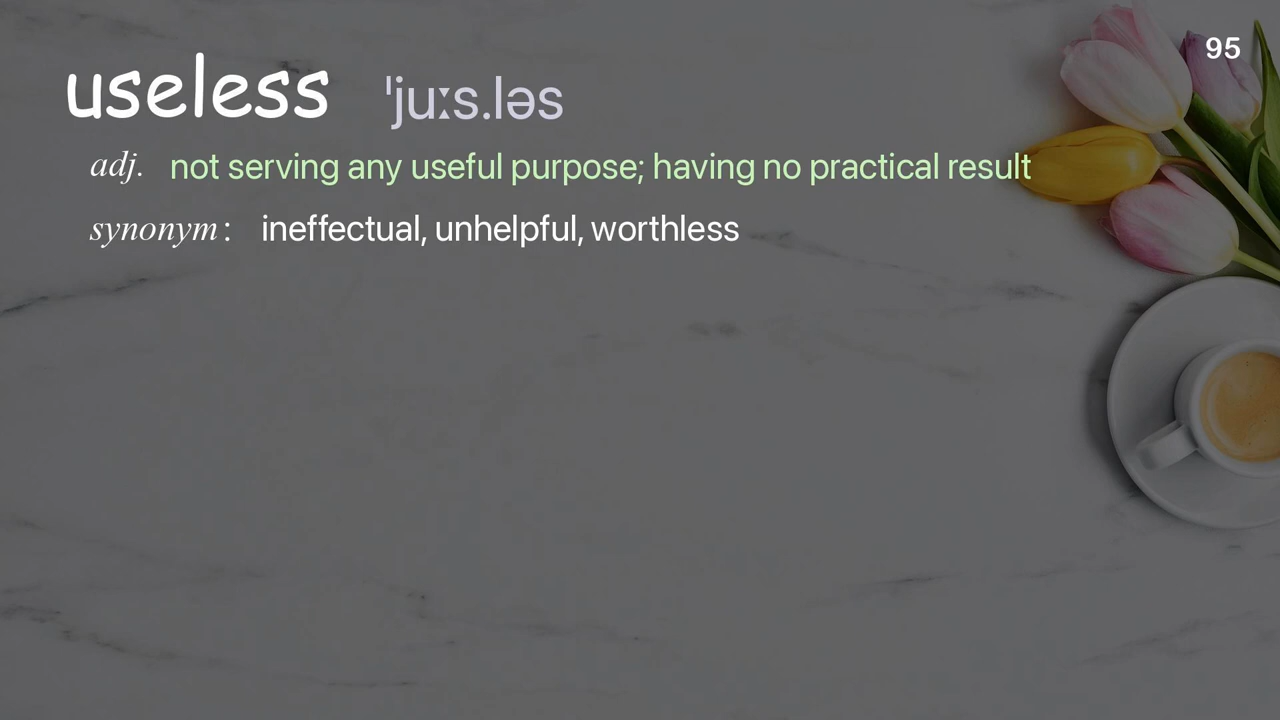 95
useless ˈjuːs.ləs
adj. not serving any useful purpose; having no practical result
synonym: ineffectual, unhelpful, worthless